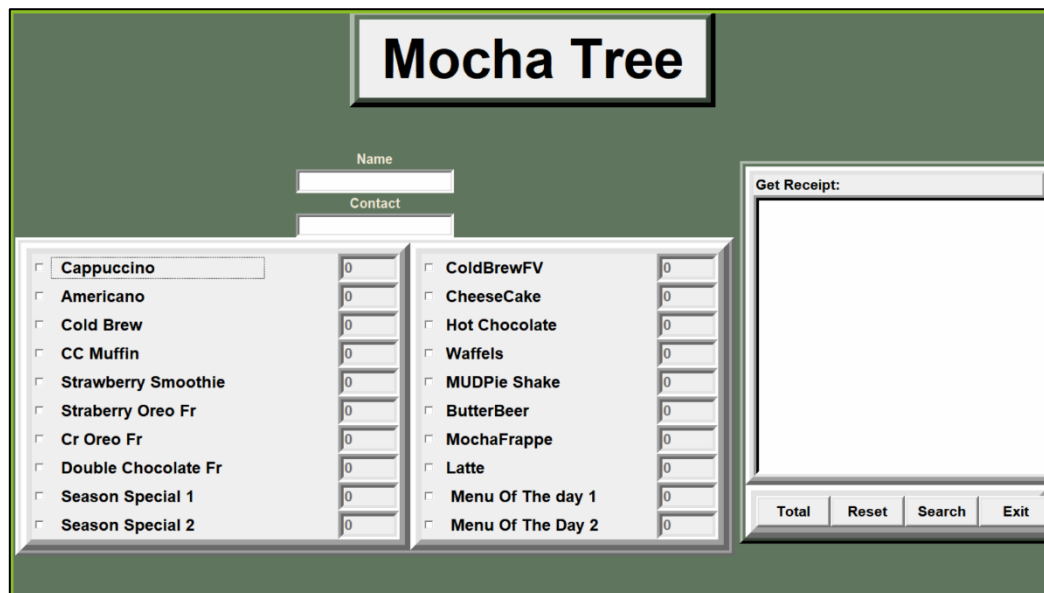 Mocha Tree
Name
Contact
Cappuccino 0
Americano 0
Cold Brew 0
CC Muffin 0
Strawberry Smoothie 0
Straberry Oreo Fr 0
Cr Oreo Fr 0
Double Chocolate Fr 0
Season Special 1 0
Season Special 2 0
ColdBrewFV 0
CheeseCake 0
Hot Chocolate 0
Waffels 0
MUDPie Shake 0
ButterBeer 0
MochaFrappe 0
Latte 0
Menu Of The day 1 0
Menu Of The Day 2 0
Get Receipt:
Total Reset Search Exit